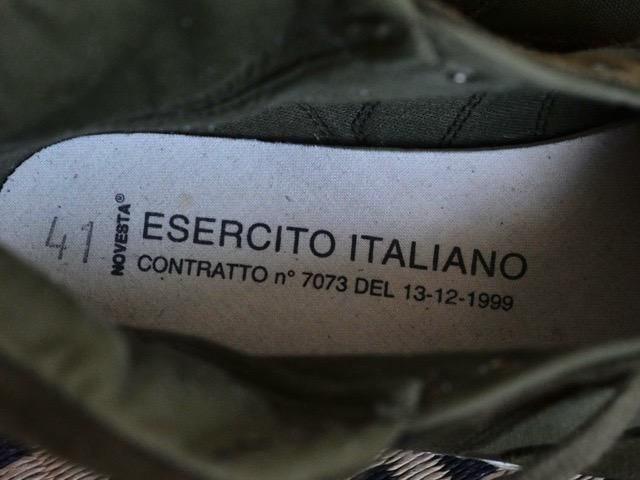 41
NOVESTA®
ESERCITO ITALIANO
CONTRATTO n° 7073 DEL 13-12-1999